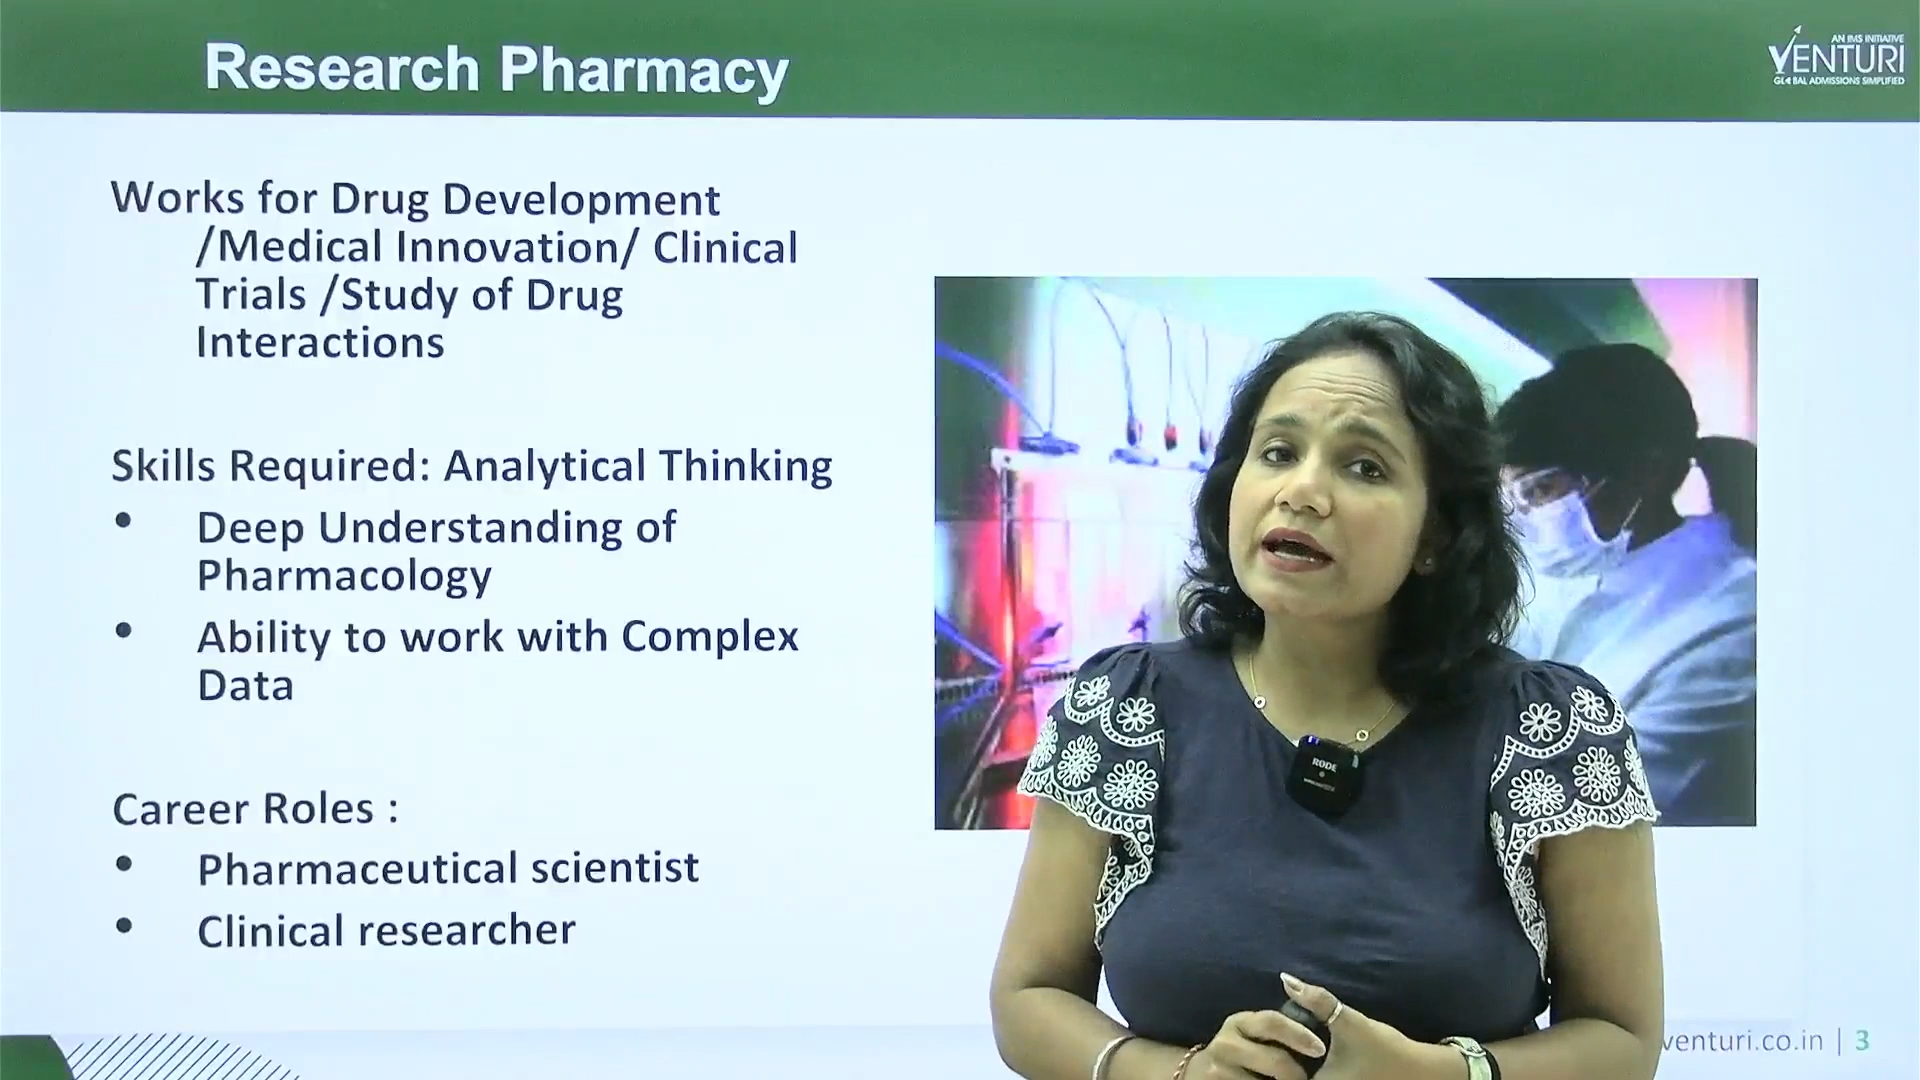 Research Pharmacy
AN IMS INITIATIVE
VENTURI
GLOBAL ADMISSIONS SIMPLIFIED
Works for Drug Development
/Medical Innovation/ Clinical
Trials /Study of Drug
Interactions
Skills Required: Analytical Thinking
• Deep Understanding of
Pharmacology
• Ability to work with Complex
Data
Career Roles :
• Pharmaceutical scientist
• Clinical researcher
RODE
venturi.co.in | 3